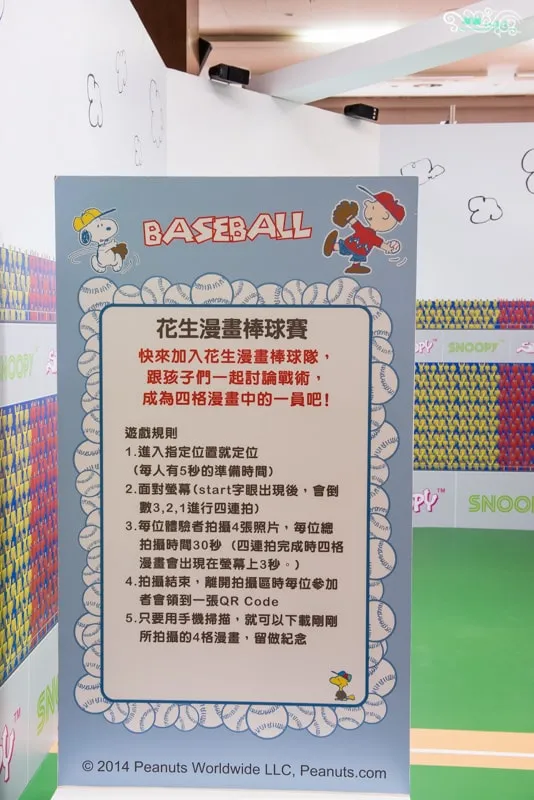 BASEBALL
花生漫畫棒球賽
快來加入花生漫畫棒球隊，
跟孩子們一起討論戰術，
成為四格漫畫中的一員吧！
遊戲規則
1.進入指定位置就定位
（每人有5秒的準備時間）
2.面對螢幕(start字眼出現後，會倒
數3,2,1進行四連拍）
3.每位體驗者拍攝4張照片，每位總
拍攝時間30秒（四連拍完成時四格
漫畫會出現在螢幕上3秒。）
4.拍攝結束，離開拍攝區時每位參加
者會領到一張QR Code
5.只要用手機掃描，就可以下載剛剛
所拍攝的4格漫畫，留做紀念
© 2014 Peanuts Worldwide LLC, Peanuts.com
SNOOPY
SNOOPY